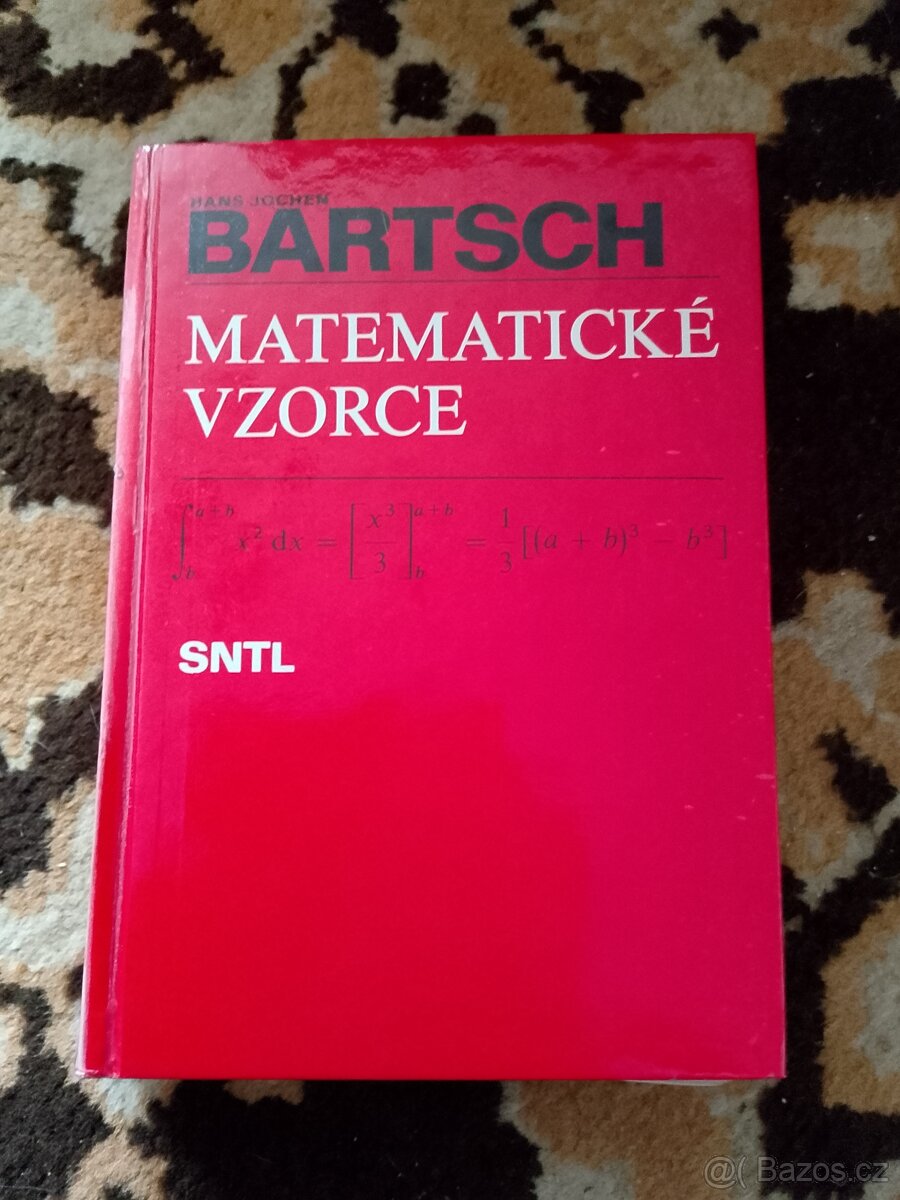 HANS JOCHEN
BARTSCH
MATEMATICKÉ
VZORCE
∫_b^{a+b} x² dx = [x³/3]_b^{a+b} = 1/3 [(a + b)³ − b³]
SNTL
@( Bazos.cz